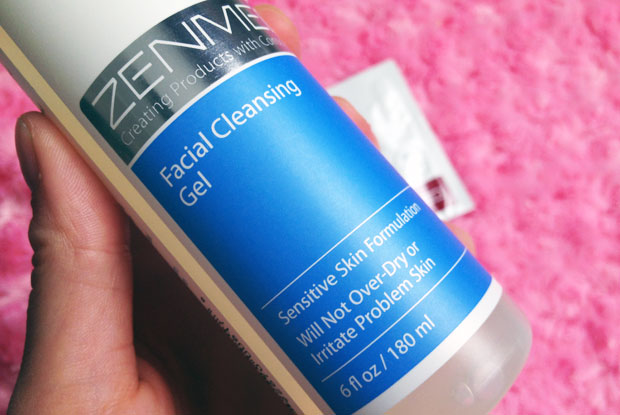 ZENME
Creating Products with Co
Facial Cleansing
Gel
Sensitive Skin Formulation
Will Not Over-Dry or
Irritate Problem Skin
6 fl oz / 180 ml